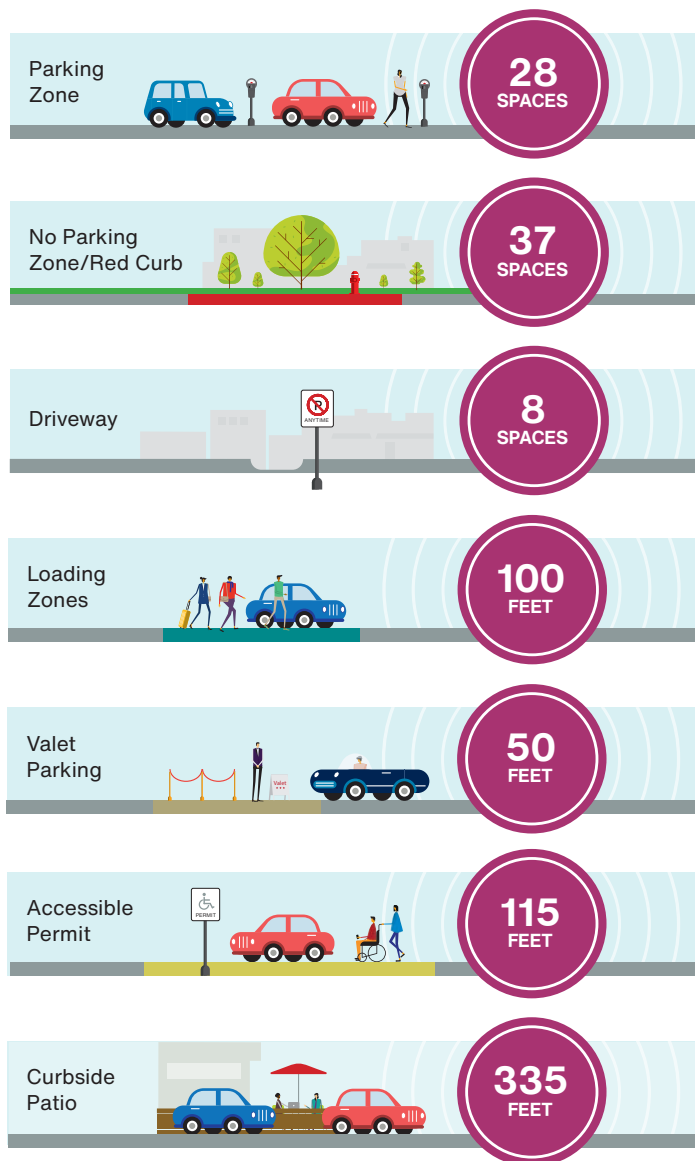 Parking
Zone
28
SPACES
No Parking
Zone/Red Curb
37
SPACES
Driveway
P
ANYTIME
8
SPACES
Loading
Zones
100
FEET
Valet
Parking
Valet
50
FEET
Accessible
Permit
PERMIT
115
FEET
Curbside
Patio
335
FEET